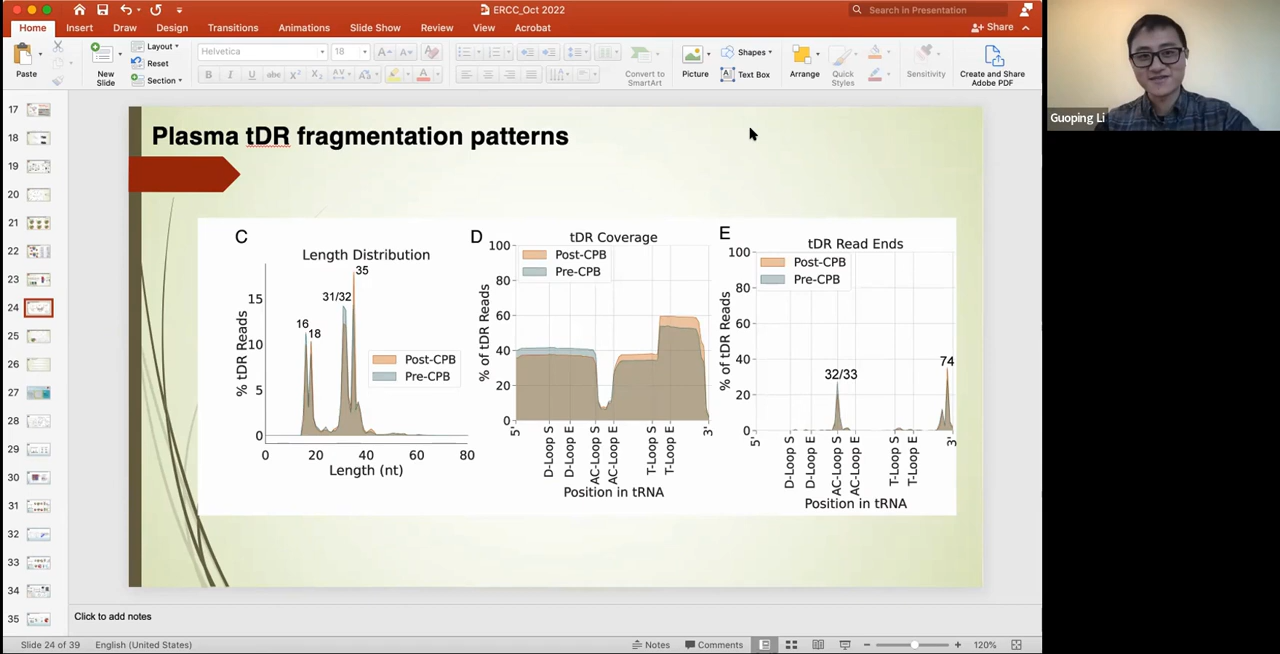 ERCC_Oct 2022
Search in Presentation
Home Insert Draw Design Transitions Animations Slide Show Review View Acrobat Share
Paste
New Slide
Layout
Reset
Section
Helvetica 18
B I U abc X² X₂ AV Aa A
Convert to SmartArt
Picture
Shapes
Text Box
Arrange
Quick Styles
Sensitivity
Create and Share Adobe PDF
Guoping Li
17
18
19
20
21
22
23
24
25
26
27
28
29
30
31
32
33
34
35
Plasma tDR fragmentation patterns
C
Length Distribution
% tDR Reads
15
10
5
0
16
18
31/32
35
Post-CPB
Pre-CPB
0 20 40 60 80
Length (nt)
D
tDR Coverage
% of tDR Reads
100
80
60
40
20
0
Post-CPB
Pre-CPB
5' D-Loop S D-Loop E AC-Loop S AC-Loop E T-Loop S T-Loop E 3'
Position in tRNA
E
tDR Read Ends
% of tDR Reads
100
80
60
40
20
0
Post-CPB
Pre-CPB
32/33
74
5' D-Loop S D-Loop E AC-Loop S AC-Loop E T-Loop S T-Loop E 3'
Position in tRNA
Click to add notes
Slide 24 of 39 English (United States) Notes Comments 120%